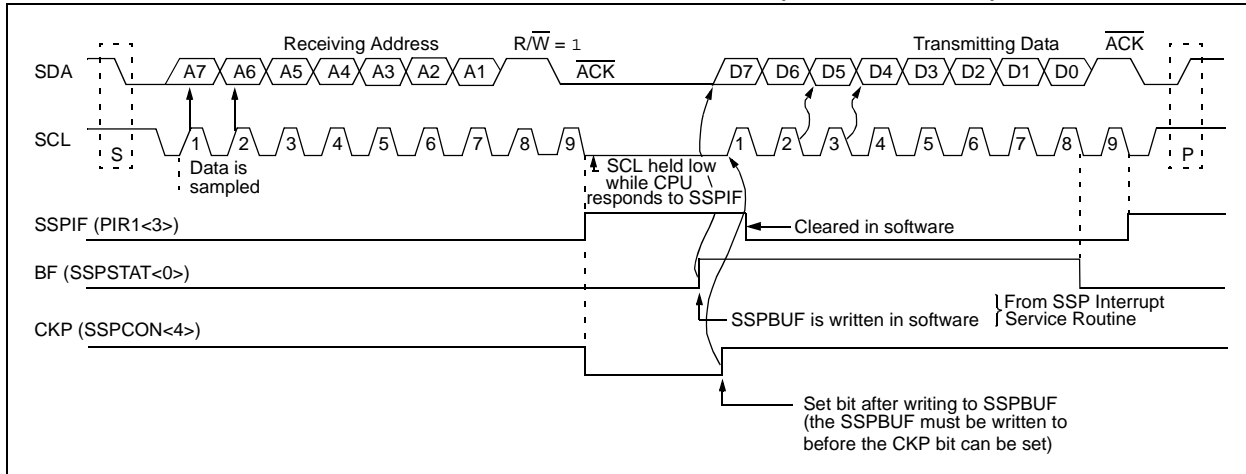 Receiving Address R/W = 1 Transmitting Data ACK
SDA A7 A6 A5 A4 A3 A2 A1 ACK D7 D6 D5 D4 D3 D2 D1 D0
SCL S 1 2 3 4 5 6 7 8 9 1 2 3 4 5 6 7 8 9 P
Data is
sampled
SCL held low
while CPU
responds to SSPIF
SSPIF (PIR1<3>)
Cleared in software
BF (SSPSTAT<0>)
SSPBUF is written in software
From SSP Interrupt
Service Routine
CKP (SSPCON<4>)
Set bit after writing to SSPBUF
(the SSPBUF must be written to
before the CKP bit can be set)